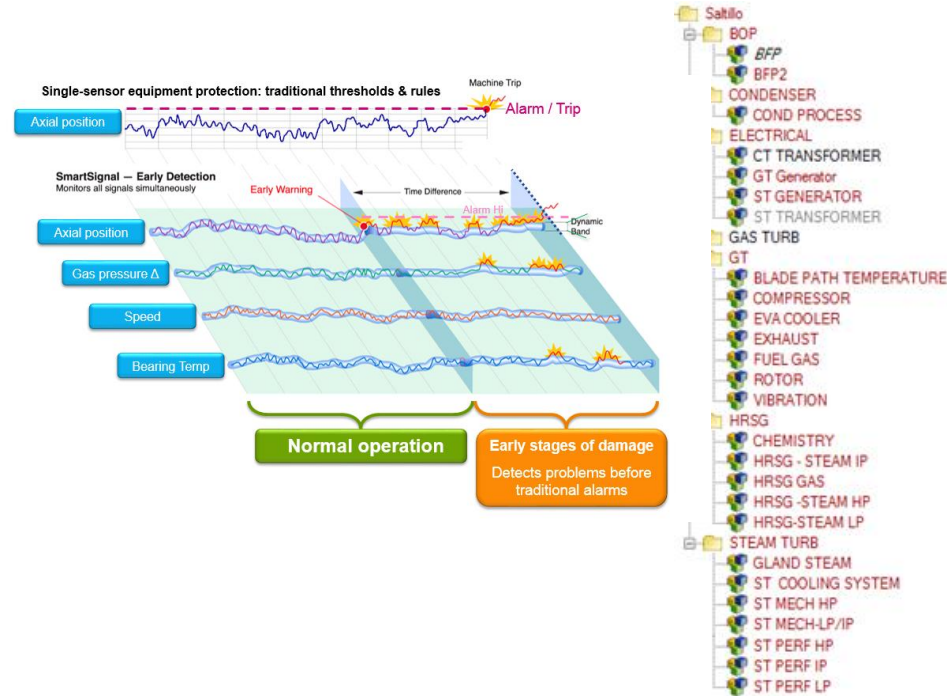 Single-sensor equipment protection: traditional thresholds & rules
Machine Trip
Alarm / Trip
Axial position
SmartSignal — Early Detection
Monitors all signals simultaneously
Early Warning
Time Difference
Alarm Hi
Dynamic
Band
Axial position
Gas pressure Δ
Speed
Bearing Temp
Normal operation
Early stages of damage
Detects problems before
traditional alarms
Saltillo
BOP
BFP
BFP2
CONDENSER
COND PROCESS
ELECTRICAL
CT TRANSFORMER
GT Generator
ST GENERATOR
ST TRANSFORMER
GAS TURB
GT
BLADE PATH TEMPERATURE
COMPRESSOR
EVA COOLER
EXHAUST
FUEL GAS
ROTOR
VIBRATION
HRSG
CHEMISTRY
HRSG - STEAM IP
HRSG GAS
HRSG -STEAM HP
HRSG-STEAM LP
STEAM TURB
GLAND STEAM
ST COOLING SYSTEM
ST MECH HP
ST MECH-LP/IP
ST PERF HP
ST PERF IP
ST PERF LP